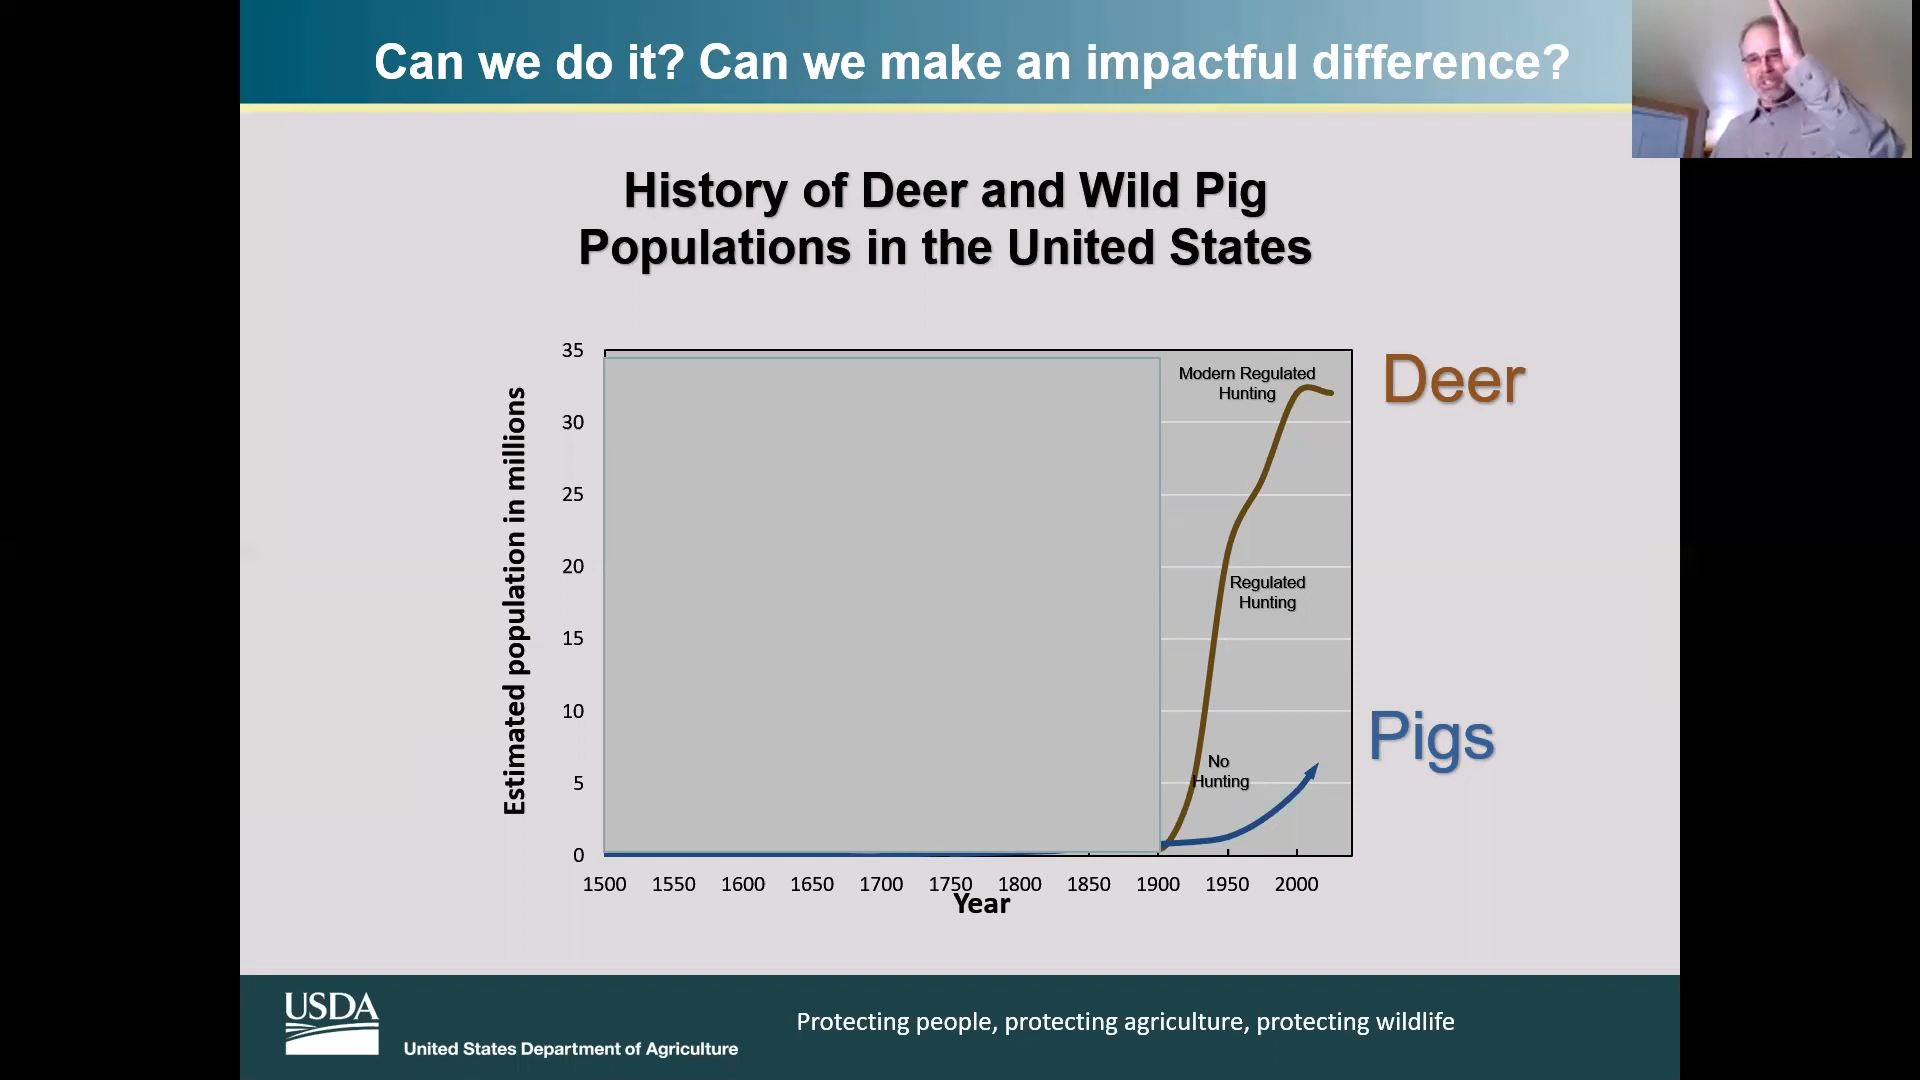 Can we do it? Can we make an impactful difference?
History of Deer and Wild Pig
Populations in the United States
Estimated population in millions
35
30
25
20
15
10
5
0
Modern Regulated
Hunting
Regulated
Hunting
No
Hunting
Deer
Pigs
1500 1550 1600 1650 1700 1750 1800 1850 1900 1950 2000
Year
USDA
United States Department of Agriculture
Protecting people, protecting agriculture, protecting wildlife